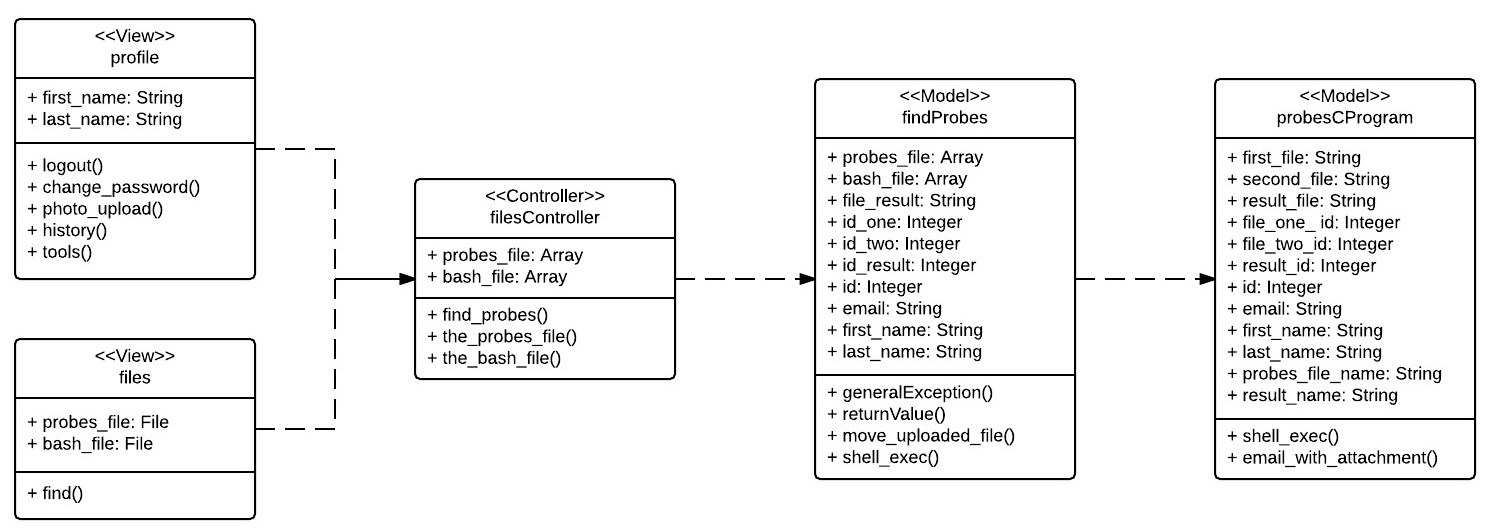 <<View>>
profile
+ first_name: String
+ last_name: String
+ logout()
+ change_password()
+ photo_upload()
+ history()
+ tools()
<<View>>
files
+ probes_file: File
+ bash_file: File
+ find()
<<Controller>>
filesController
+ probes_file: Array
+ bash_file: Array
+ find_probes()
+ the_probes_file()
+ the_bash_file()
<<Model>>
findProbes
+ probes_file: Array
+ bash_file: Array
+ file_result: String
+ id_one: Integer
+ id_two: Integer
+ id_result: Integer
+ id: Integer
+ email: String
+ first_name: String
+ last_name: String
+ generalException()
+ returnValue()
+ move_uploaded_file()
+ shell_exec()
<<Model>>
probesCProgram
+ first_file: String
+ second_file: String
+ result_file: String
+ file_one_ id: Integer
+ file_two_id: Integer
+ result_id: Integer
+ id: Integer
+ email: String
+ first_name: String
+ last_name: String
+ probes_file_name: String
+ result_name: String
+ shell_exec()
+ email_with_attachment()